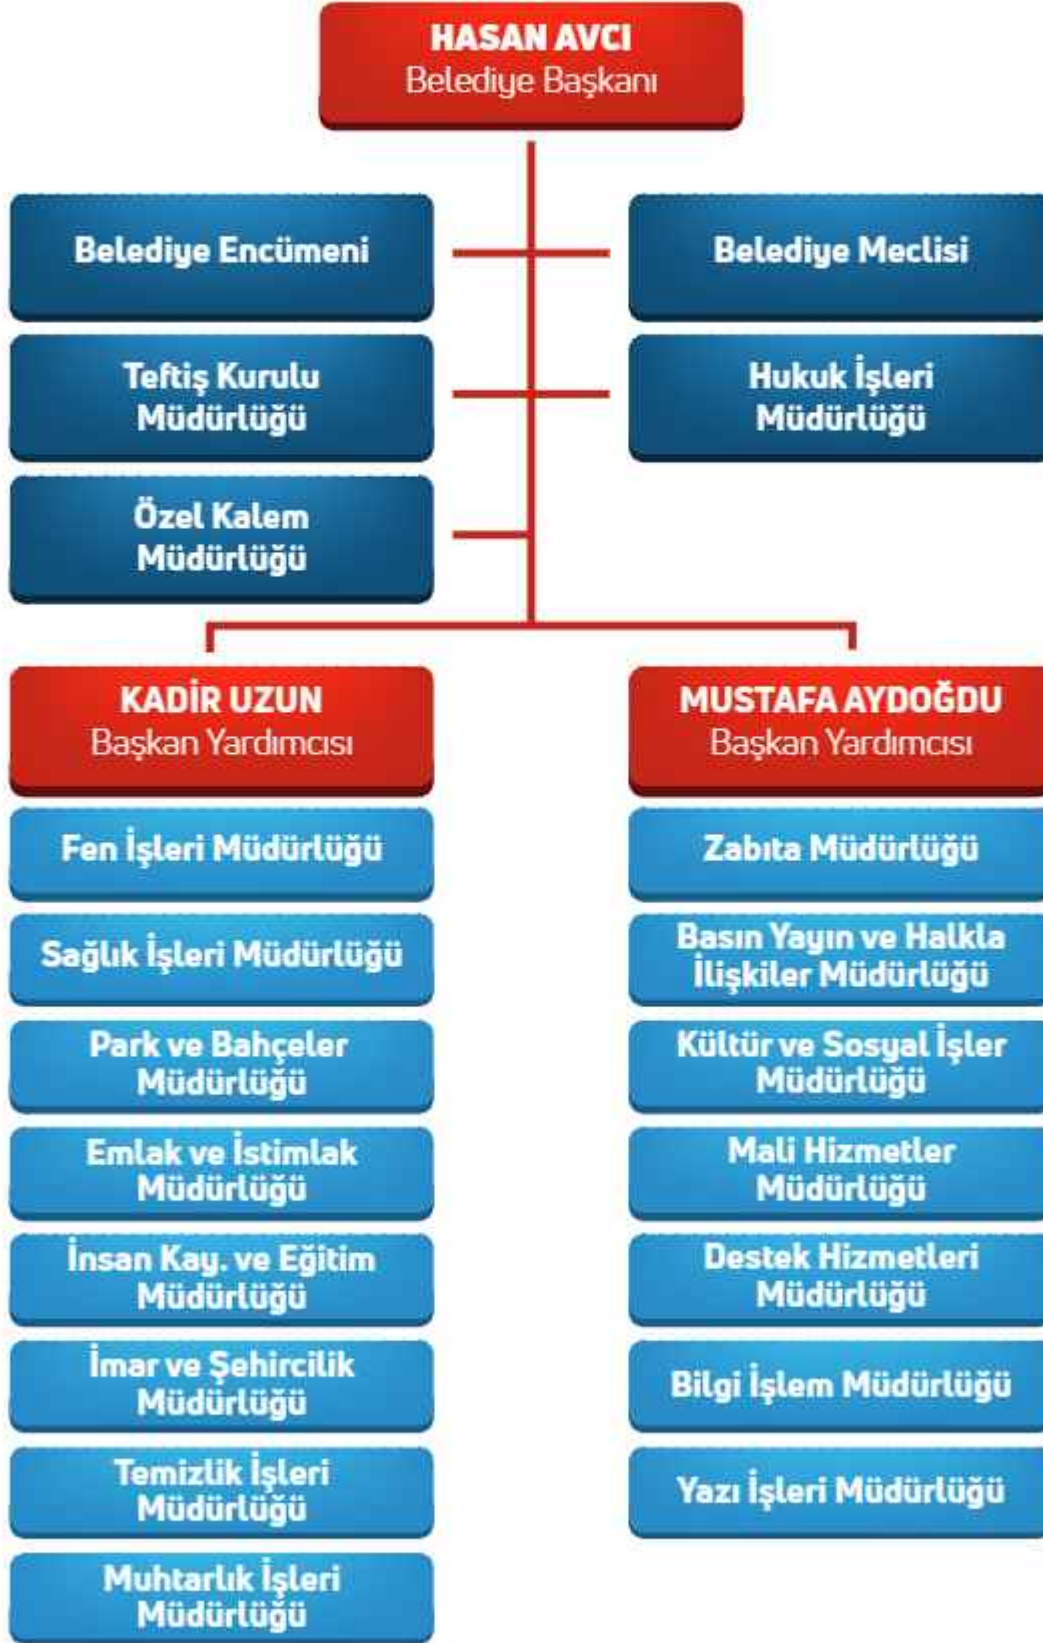 HASAN AVCI
Belediye Başkanı
Belediye Encümeni
Belediye Meclisi
Teftiş Kurulu
Müdürlüğü
Hukuk İşleri
Müdürlüğü
Özel Kalem
Müdürlüğü
KADİR UZUN
Başkan Yardımcısı
Fen İşleri Müdürlüğü
Sağlık İşleri Müdürlüğü
Park ve Bahçeler
Müdürlüğü
Emlak ve İstimlak
Müdürlüğü
İnsan Kay. ve Eğitim
Müdürlüğü
İmar ve Şehircilik
Müdürlüğü
Temizlik İşleri
Müdürlüğü
Muhtarlık İşleri
Müdürlüğü
MUSTAFA AYDOĞDU
Başkan Yardımcısı
Zabıta Müdürlüğü
Basın Yayın ve Halkla
İlişkiler Müdürlüğü
Kültür ve Sosyal İşler
Müdürlüğü
Mali Hizmetler
Müdürlüğü
Destek Hizmetleri
Müdürlüğü
Bilgi İşlem Müdürlüğü
Yazı İşleri Müdürlüğü